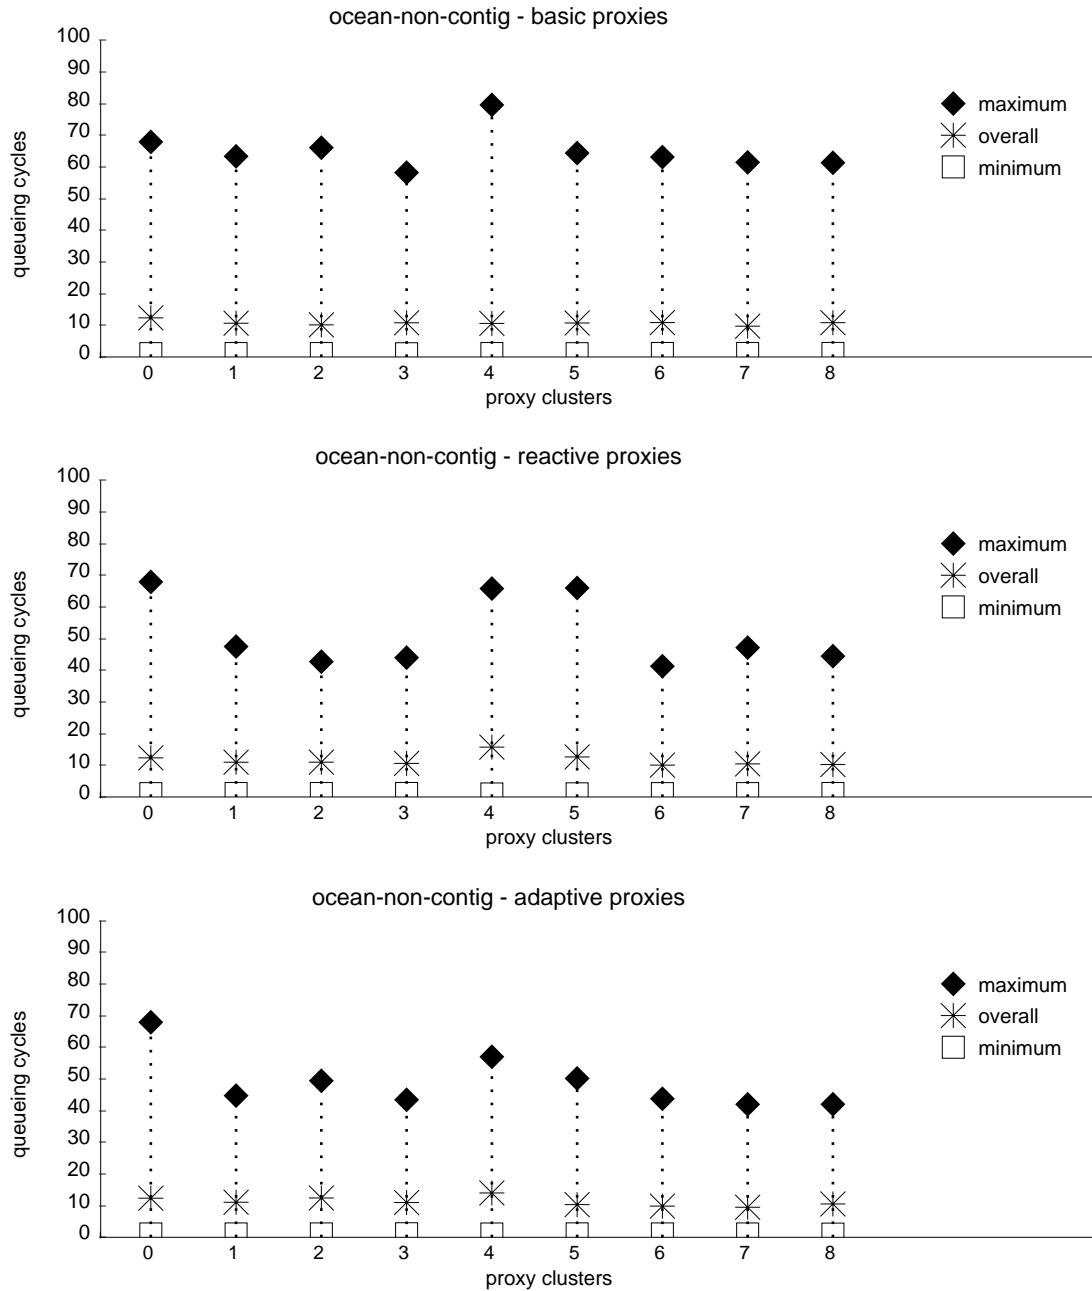 ocean-non-contig - basic proxies
100
90
80
70
60
50
40
30
20
10
0
queueing cycles
0 1 2 3 4 5 6 7 8
proxy clusters
maximum
overall
minimum
ocean-non-contig - reactive proxies
100
90
80
70
60
50
40
30
20
10
0
queueing cycles
0 1 2 3 4 5 6 7 8
proxy clusters
maximum
overall
minimum
ocean-non-contig - adaptive proxies
100
90
80
70
60
50
40
30
20
10
0
queueing cycles
0 1 2 3 4 5 6 7 8
proxy clusters
maximum
overall
minimum